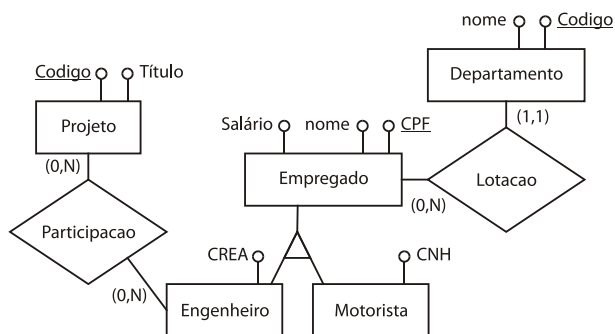 nome Codigo
Departamento
(1,1)
Codigo Título
Projeto
(0,N)
Salário nome CPF
Empregado
(0,N)
Lotacao
Participacao
(0,N)
CREA CNH
Engenheiro Motorista